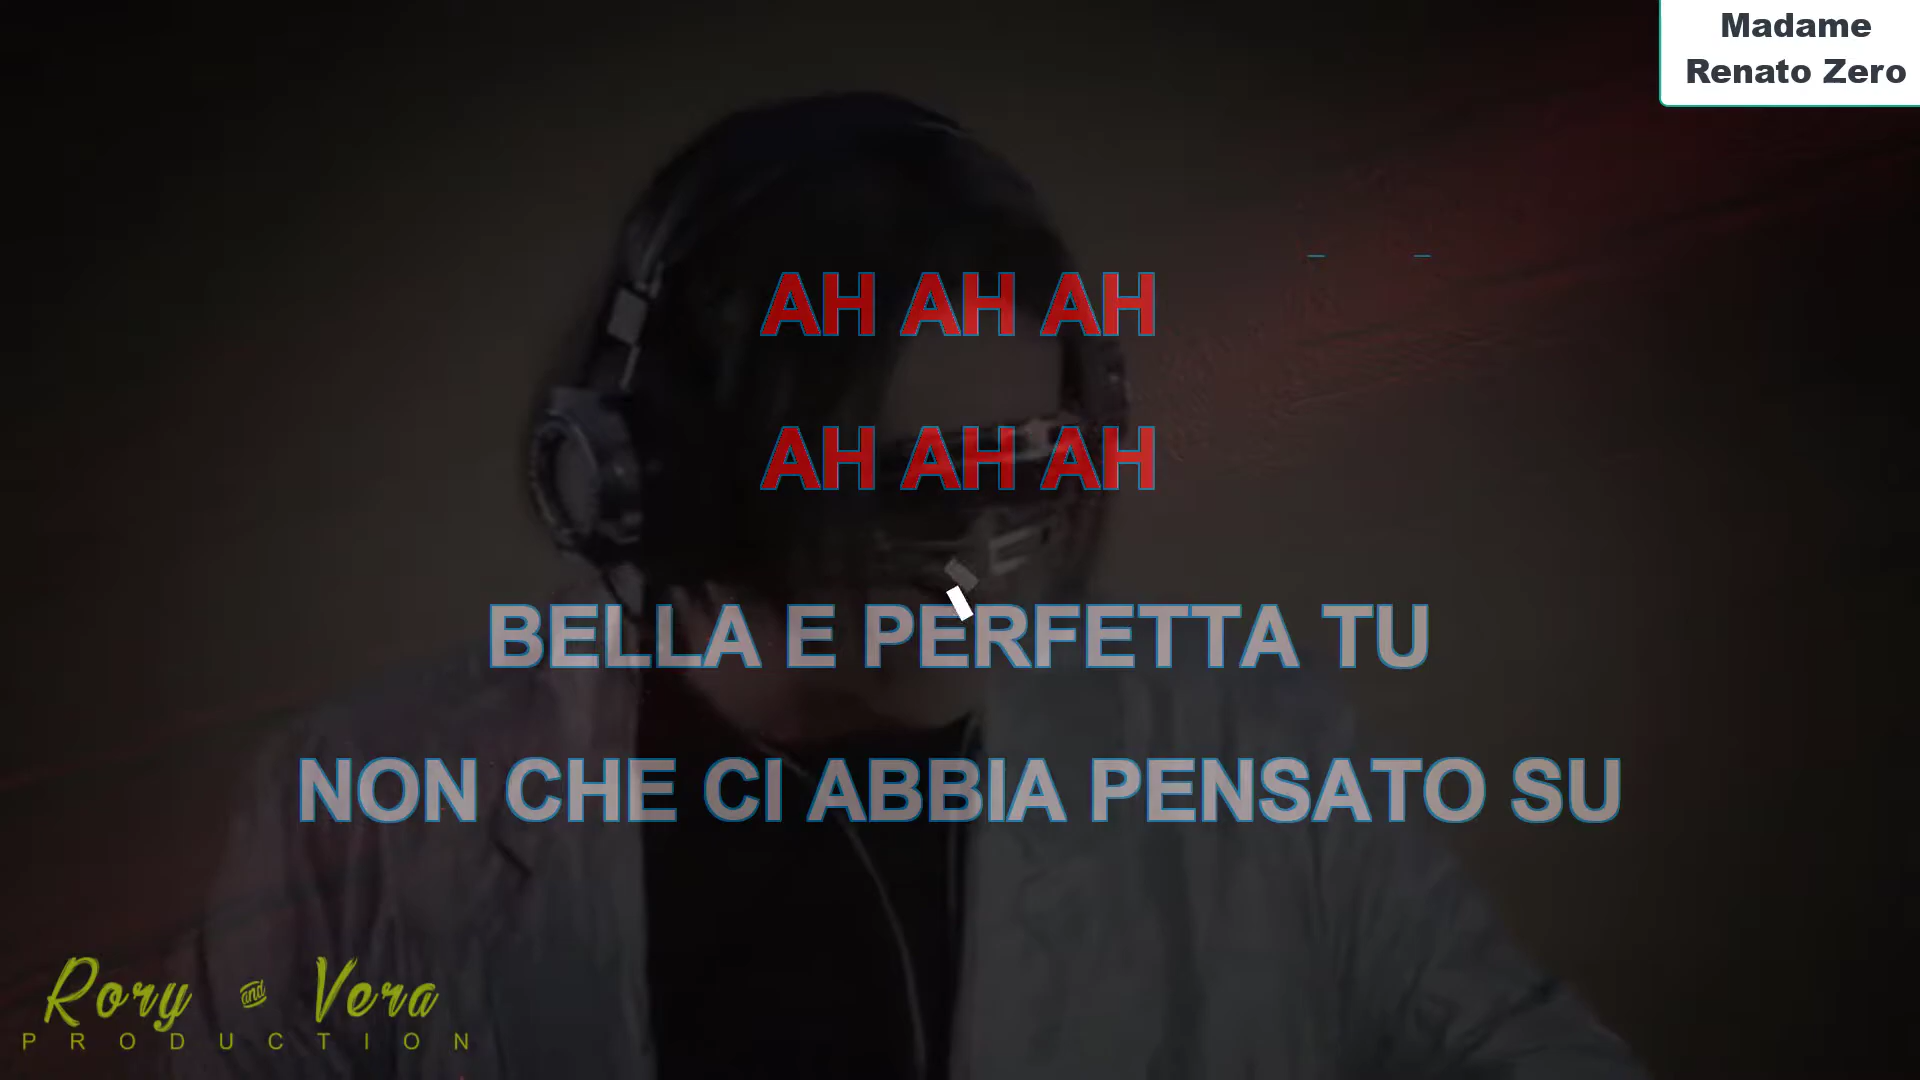 Madame
Renato Zero
AH AH AH
AH AH AH
BELLA E PERFETTA TU
NON CHE CI ABBIA PENSATO SU
Rory and Vera
PRODUCTION